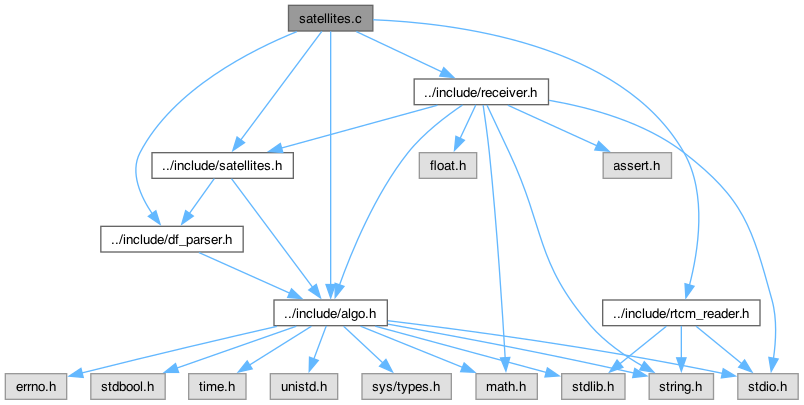 satellites.c
../include/receiver.h
../include/satellites.h
float.h
assert.h
../include/df_parser.h
../include/algo.h
../include/rtcm_reader.h
errno.h
stdbool.h
time.h
unistd.h
sys/types.h
math.h
stdlib.h
string.h
stdio.h